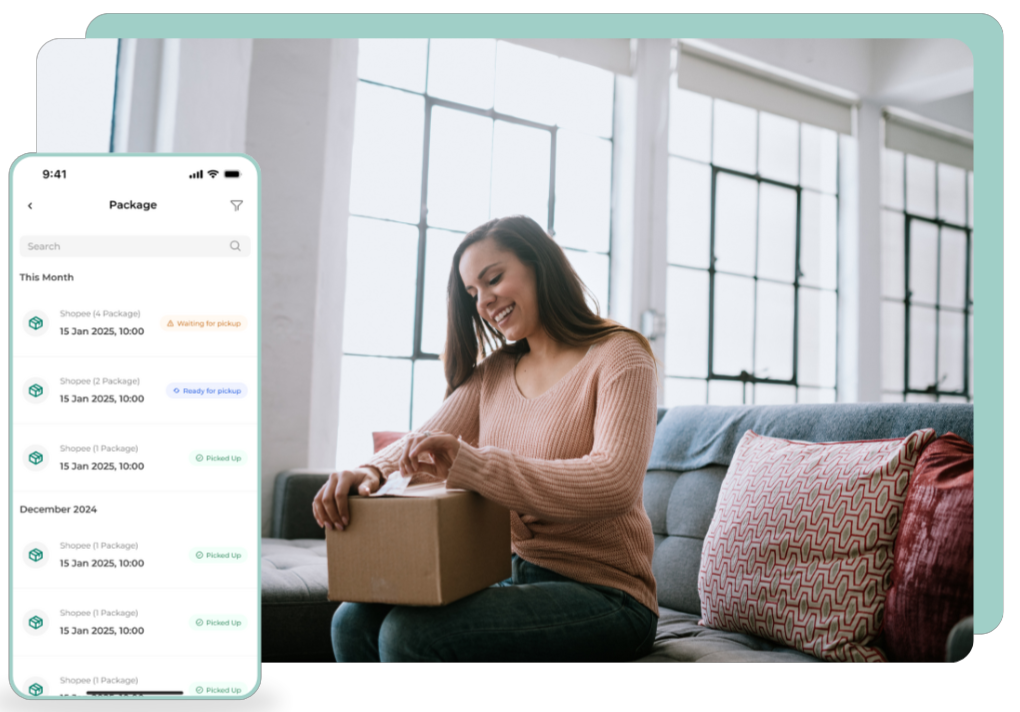 9:41
Package
Search
This Month
Shopee (4 Package)
15 Jan 2025, 10:00
Waiting for pickup
Shopee (2 Package)
15 Jan 2025, 10:00
Ready for pickup
Shopee (1 Package)
15 Jan 2025, 10:00
Picked Up
December 2024
Shopee (1 Package)
15 Jan 2025, 10:00
Picked Up
Shopee (1 Package)
15 Jan 2025, 10:00
Picked Up
Shopee (1 Package)
Picked Up